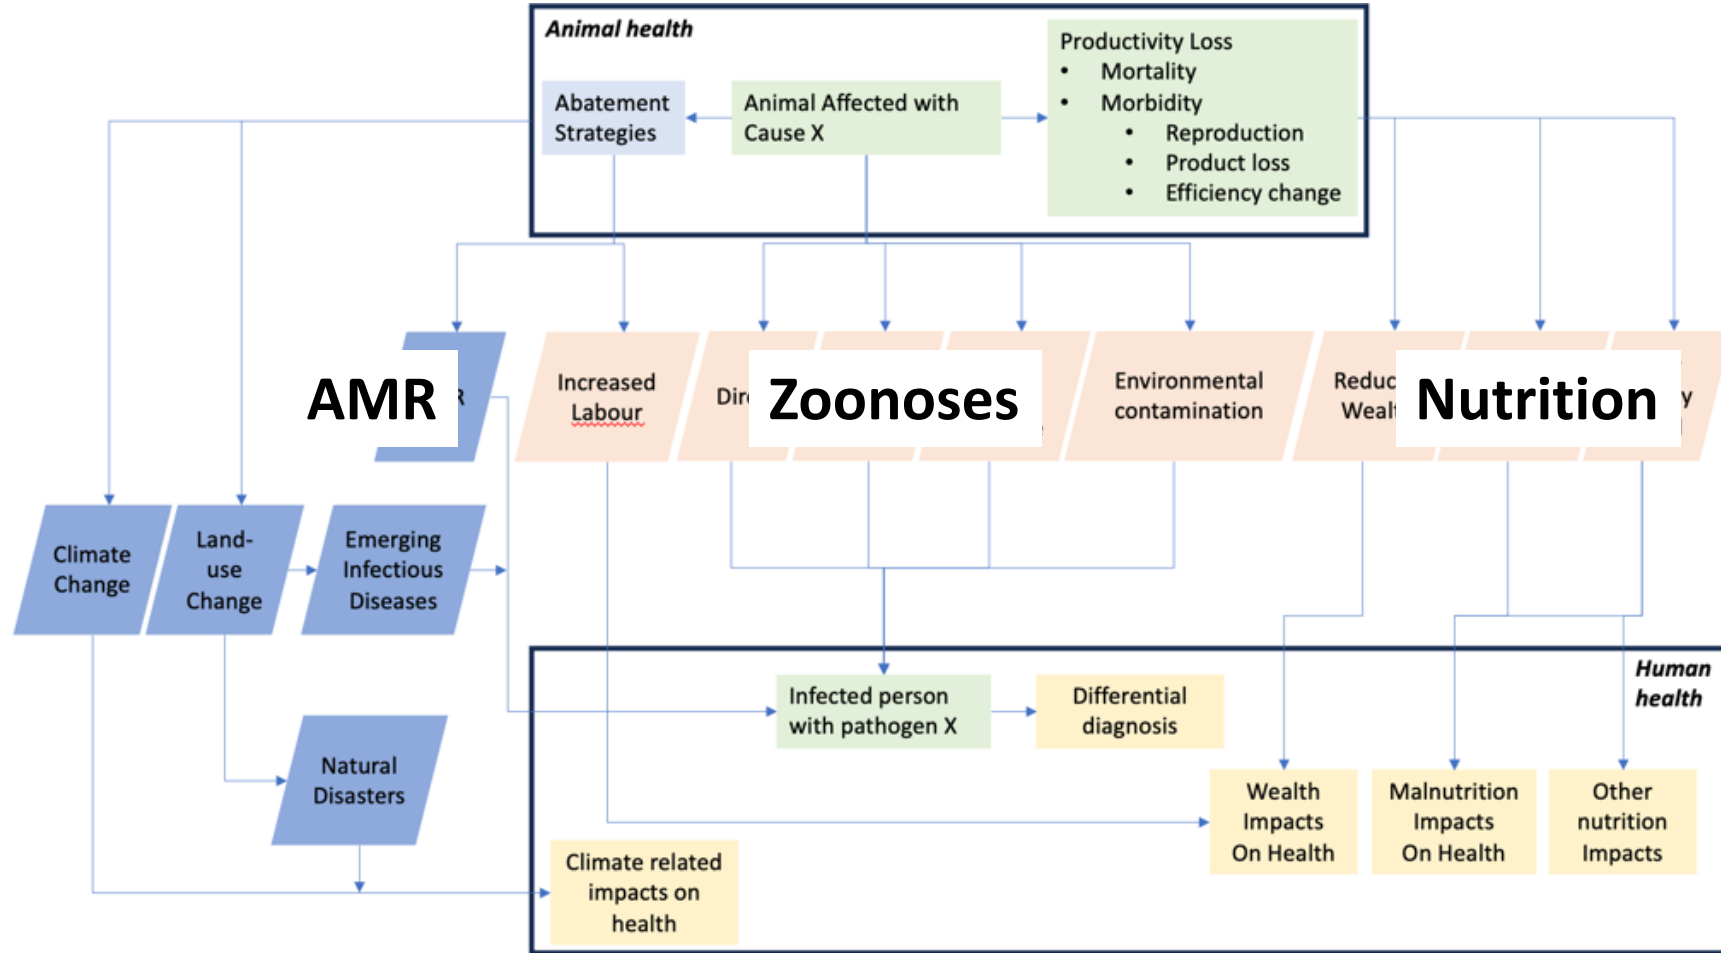 Animal health
Abatement
Strategies
Animal Affected with
Cause X
Productivity Loss
• Mortality
• Morbidity
• Reproduction
• Product loss
• Efficiency change
AMR
Increased
Labour
Zoonoses
Environmental
contamination
Nutrition
Climate
Change
Land-
use
Change
Emerging
Infectious
Diseases
Natural
Disasters
Human
health
Infected person
with pathogen X
Differential
diagnosis
Wealth
Impacts
On Health
Malnutrition
Impacts
On Health
Other
nutrition
Impacts
Climate related
impacts on
health